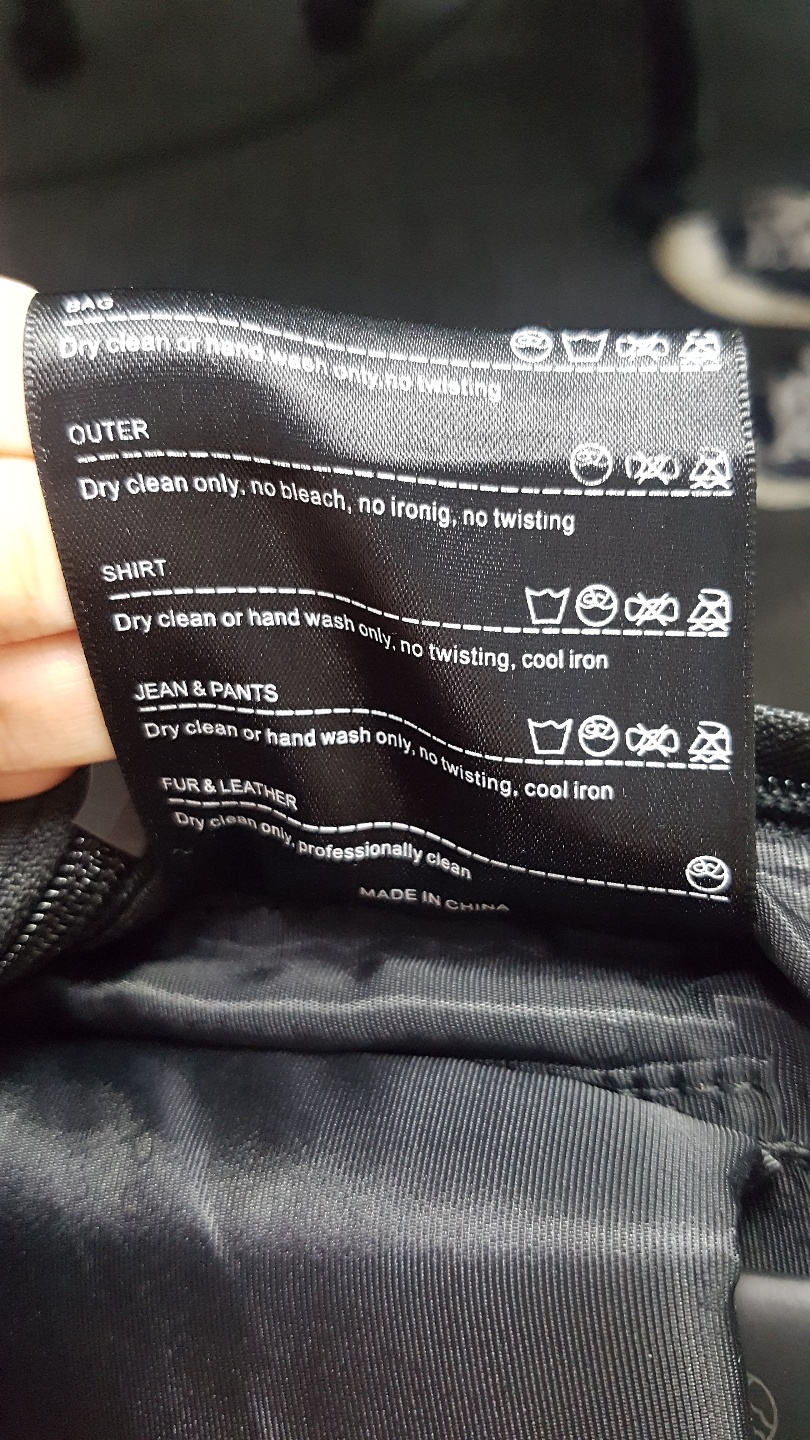 BAG
Dry clean or hand wash only,no twisting
OUTER
Dry clean only, no bleach, no ironig, no twisting
SHIRT
Dry clean or hand wash only, no twisting, cool iron
JEAN & PANTS
Dry clean or hand wash only, no twisting, cool iron
FUR & LEATHER
Dry clean only, professionally clean
MADE IN CHINA